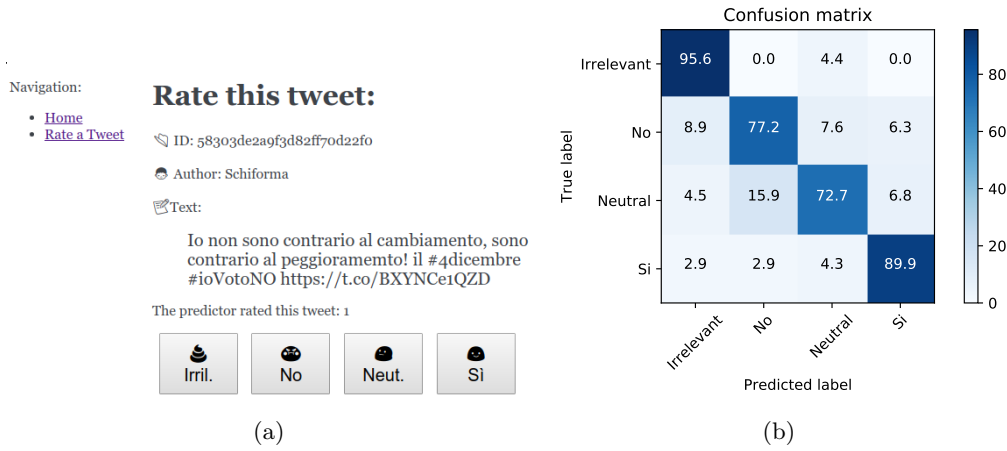 Navigation:
Home
Rate a Tweet
Rate this tweet:
ID: 58303de2a9f3d82ff70d22f0
Author: Schiforma
Text:
Io non sono contrario al cambiamento, sono
contrario al peggioramento! il #4dicembre
#ioVotoNO https://t.co/BXYNCe1QZD
The predictor rated this tweet: 1
Irril.
No
Neut.
Sì
(a)
Confusion matrix
True label
Irrelevant 95.6 0.0 4.4 0.0
No 8.9 77.2 7.6 6.3
Neutral 4.5 15.9 72.7 6.8
Si 2.9 2.9 4.3 89.9
Irrelevant No Neutral Si
Predicted label
80
60
40
20
0
(b)